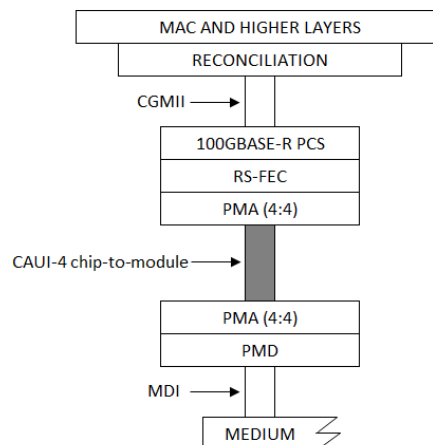 MAC AND HIGHER LAYERS
RECONCILIATION
CGMII
100GBASE-R PCS
RS-FEC
PMA (4:4)
CAUI-4 chip-to-module
PMA (4:4)
PMD
MDI
MEDIUM